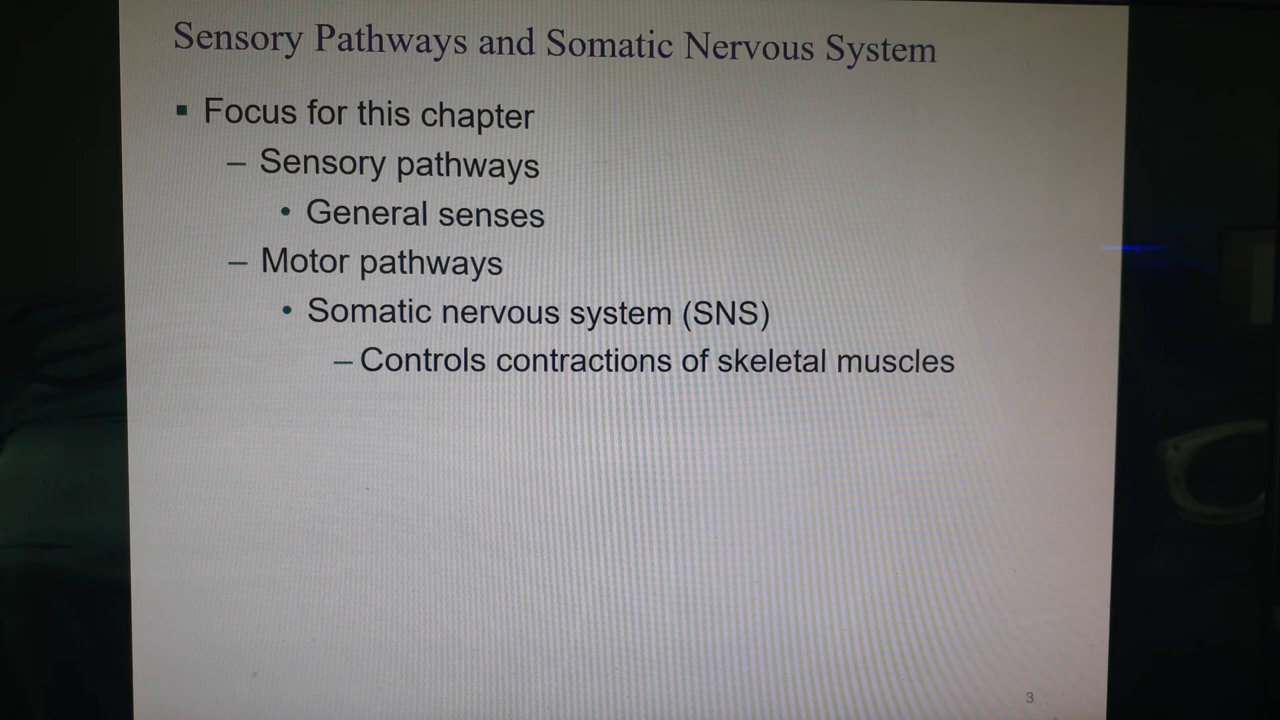 Sensory Pathways and Somatic Nervous System
▪ Focus for this chapter
– Sensory pathways
• General senses
– Motor pathways
• Somatic nervous system (SNS)
– Controls contractions of skeletal muscles
3